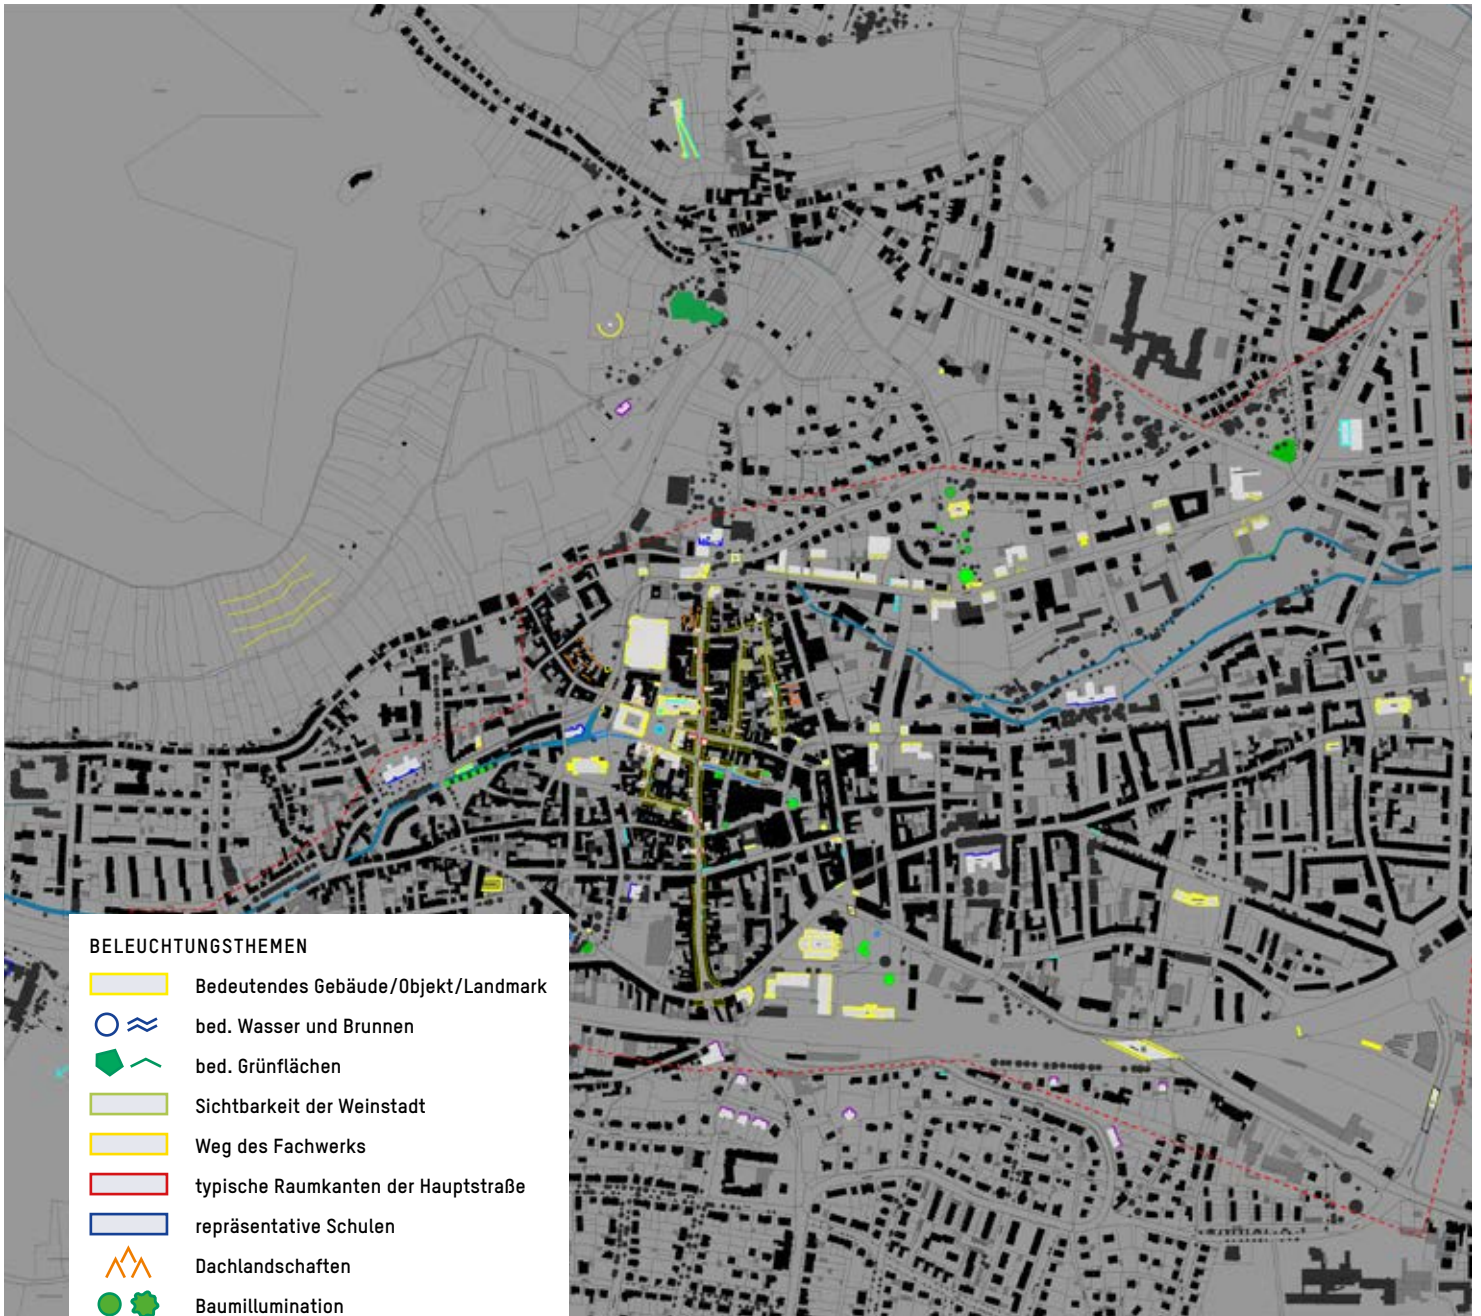 BELEUCHTUNGSTHEMEN
Bedeutendes Gebäude/Objekt/Landmark
bed. Wasser und Brunnen
bed. Grünflächen
Sichtbarkeit der Weinstadt
Weg des Fachwerks
typische Raumkanten der Hauptstraße
repräsentative Schulen
Dachlandschaften
Baumillumination